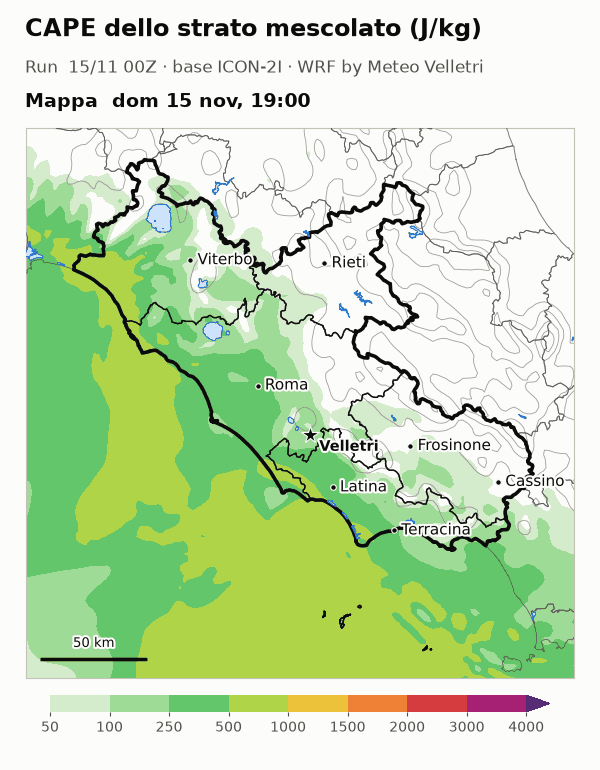 CAPE dello strato mescolato (J/kg)
Run  15/11 00Z · base ICON-2I · WRF by Meteo Velletri
Mappa  dom 15 nov, 19:00
Viterbo
Rieti
Roma
Velletri
Frosinone
Latina
Cassino
Terracina
50 km
50 100 250 500 1000 1500 2000 3000 4000